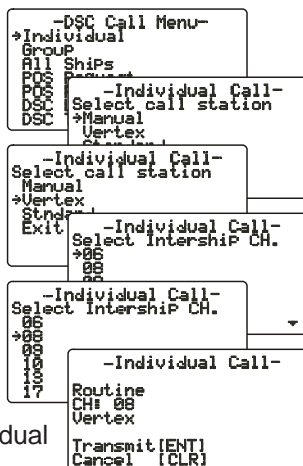 -DSC Call Menu-
→Individual
Group
All Ships
POS Request
POS
DSC
DSC
-Individual Call-
Select call station
→Manual
Vertex
-Individual Call-
Select call station
Manual
→Vertex
Stndard
Exit
-Individual Call-
Select Intership CH.
→06
08
-Individual Call-
Select Intership CH.
06
→08
09
10
13
17
-Individual Call-
Routine
CH: 08
Vertex
Transmit[ENT]
Cancel [CLR]
dual